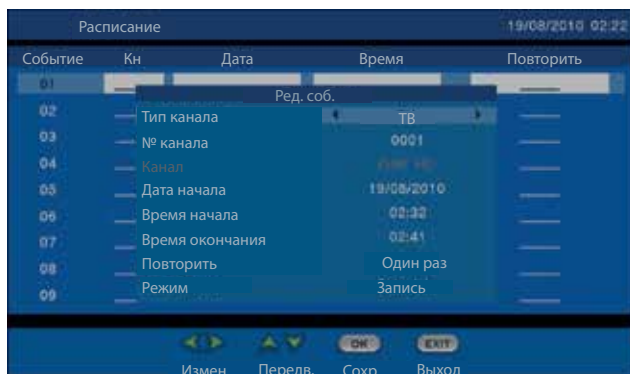 Расписание 19/08/2010 02:22
Событие Кн Дата Время Повторить
01
Ред. соб.
02 Тип канала ТВ
03 № канала 0001
04 Канал
05 Дата начала 19/08/2010
06 Время начала 02:32
07 Время окончания 02:41
08 Повторить Один раз
09 Режим Запись
OK EXIT
Измен. Передв. Сохр. Выход